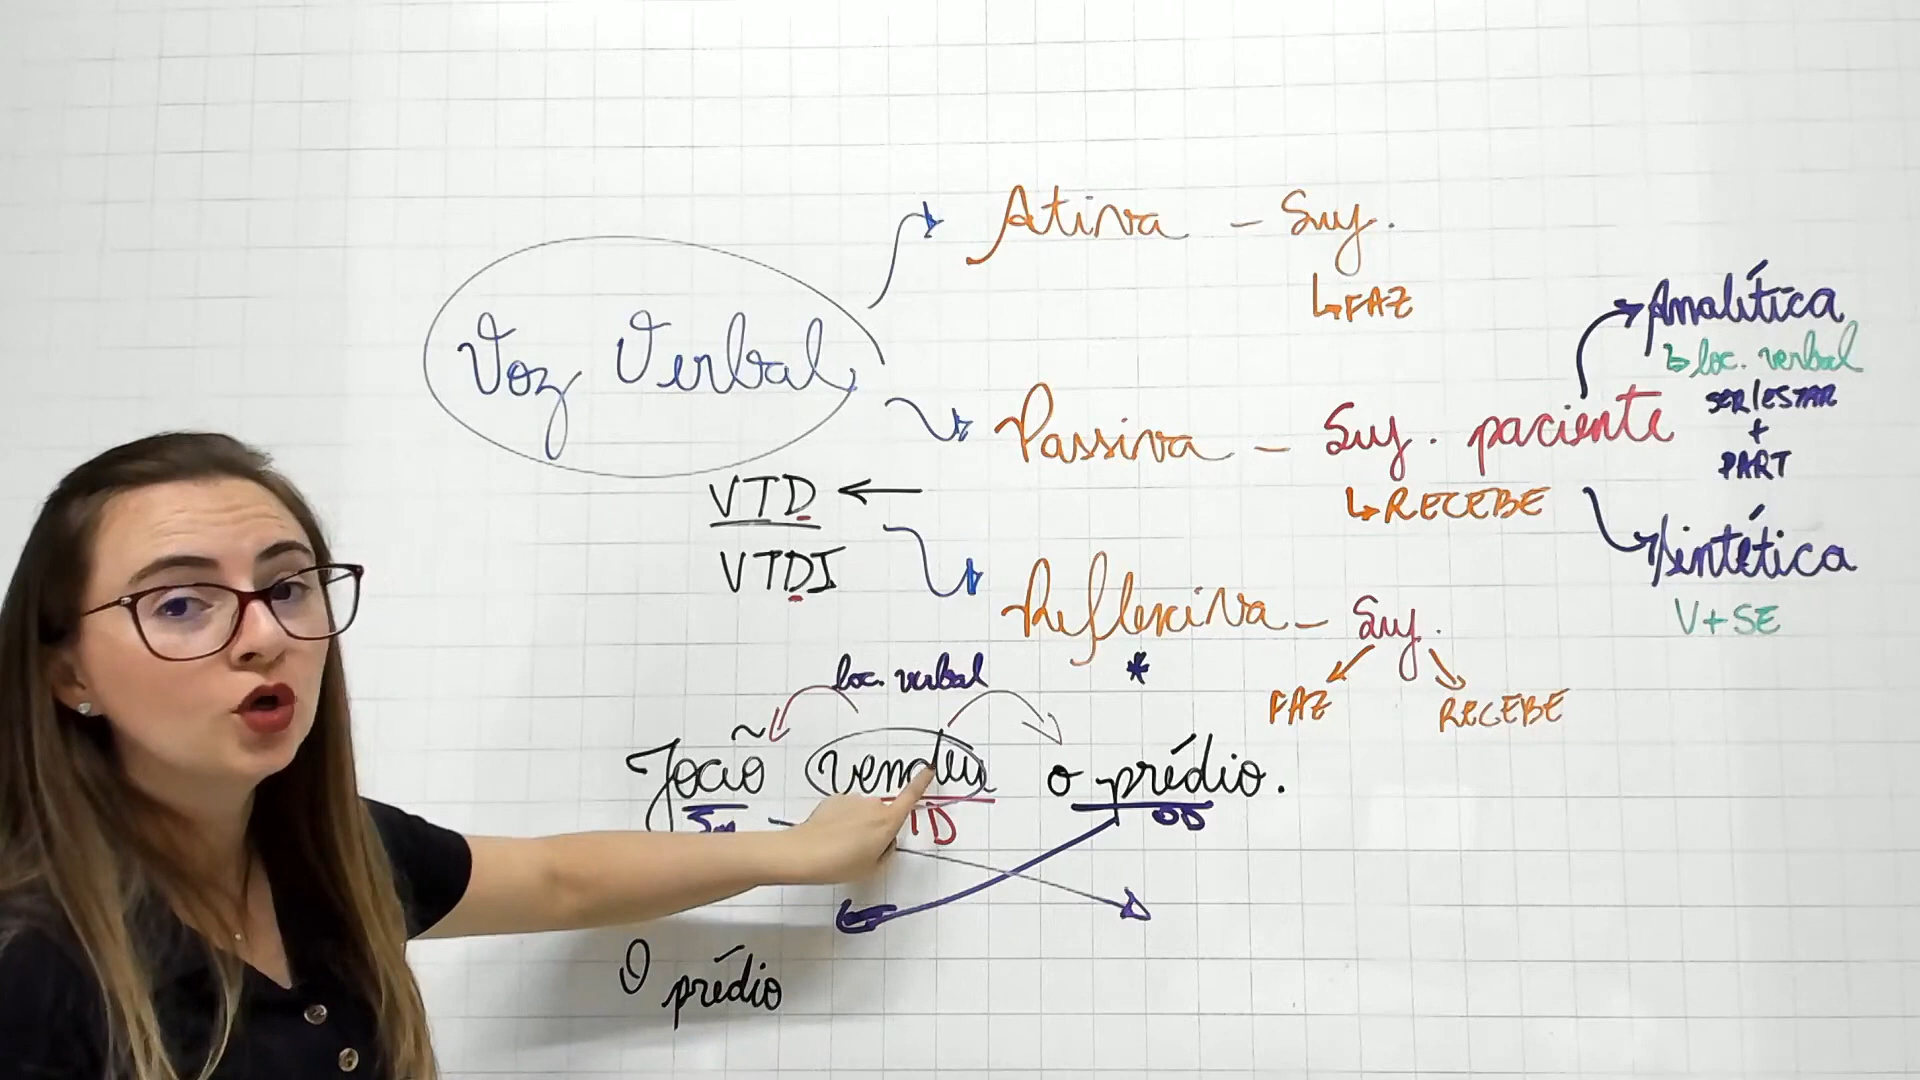 Voz Verbal
Ativa - Suj.
↳ FAZ
Passiva - Suj. paciente
↳ RECEBE
Analítica
↳ loc. verbal
SER/ESTAR
+
PART
Sintética
V + SE
VTD ←
VTDI
Reflexiva - Suj.
*
FAZ
RECEBE
loc. verbal
João vendeu o prédio.
OD
O prédio